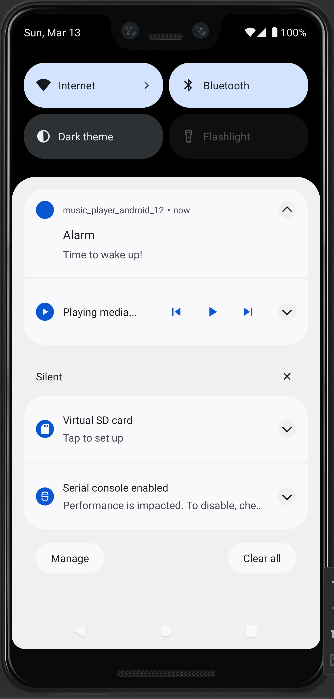 Sun, Mar 13
100%
Internet
Bluetooth
Dark theme
Flashlight
music_player_android_12 • now
Alarm
Time to wake up!
Playing media...
Silent
Virtual SD card
Tap to set up
Serial console enabled
Performance is impacted. To disable, che..
Manage
Clear all